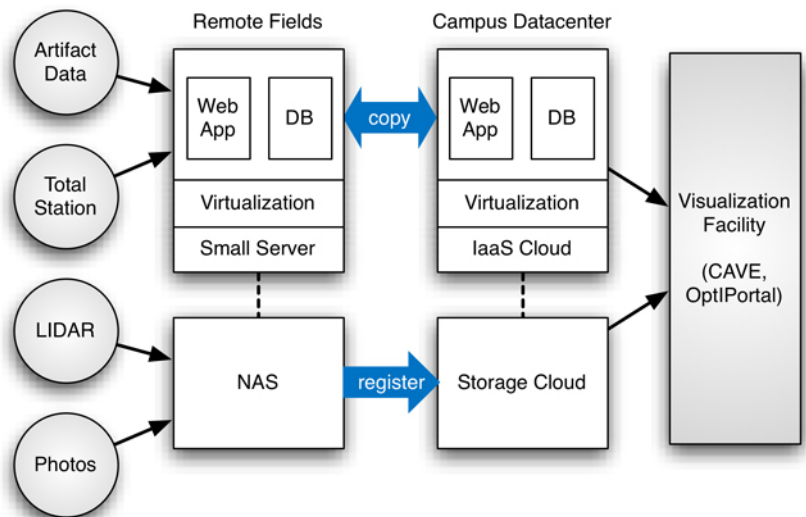 Remote Fields
Campus Datacenter
Artifact
Data
Total
Station
LIDAR
Photos
Web
App
DB
Virtualization
Small Server
NAS
copy
register
Web
App
DB
Virtualization
IaaS Cloud
Storage Cloud
Visualization
Facility
(CAVE,
OptIPortal)